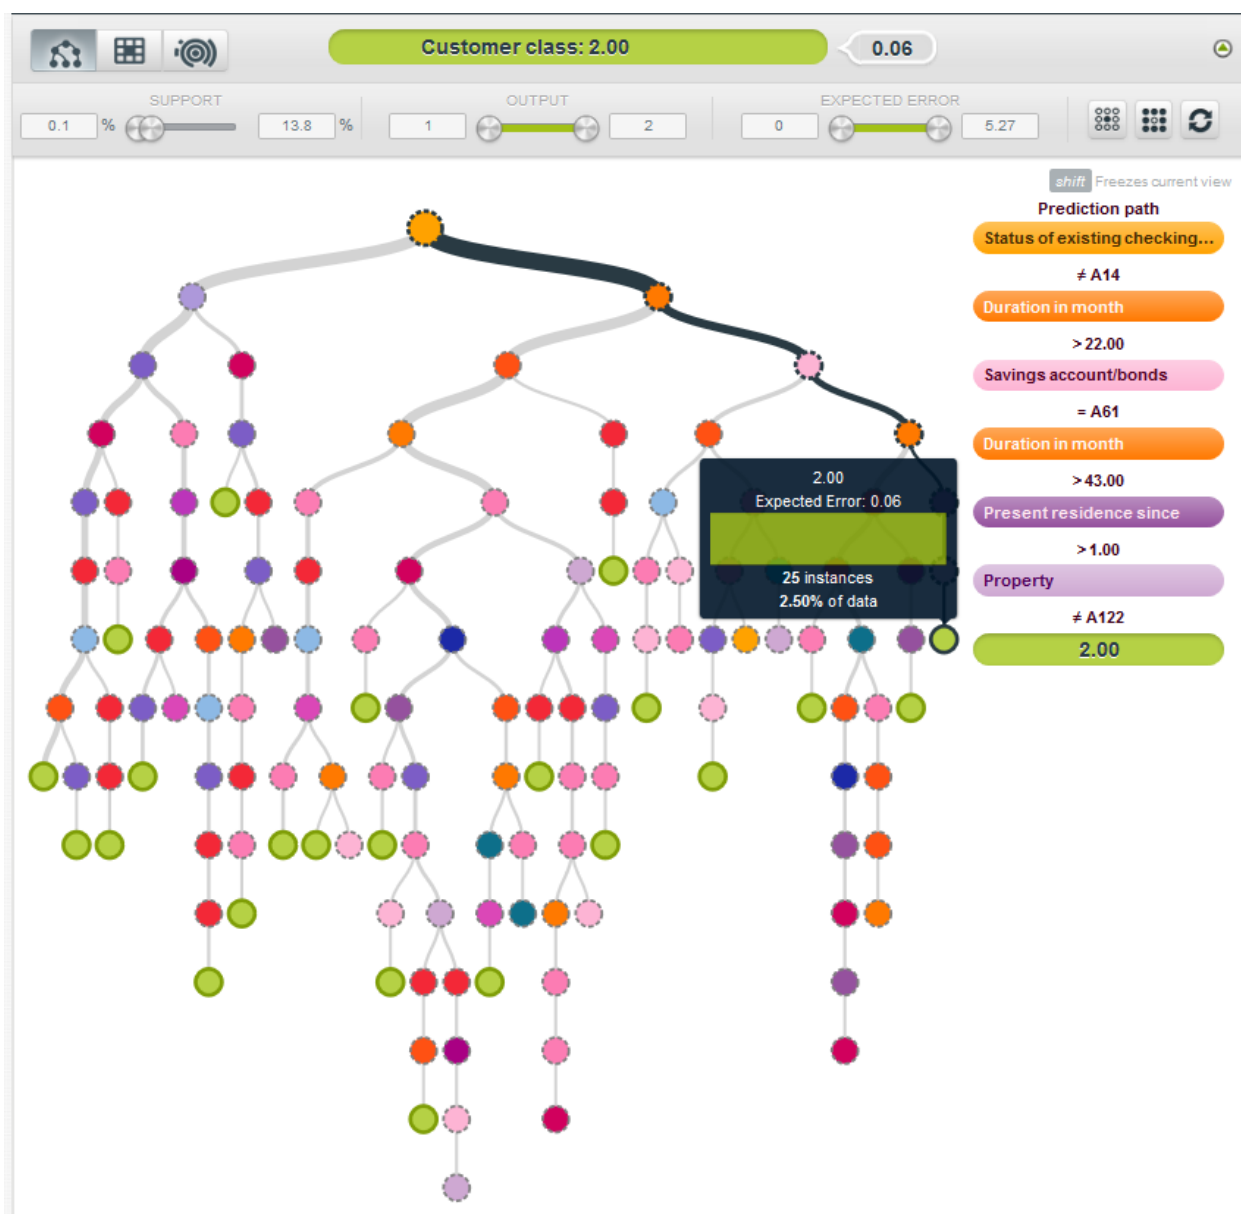 Customer class: 2.00
0.06
SUPPORT
OUTPUT
EXPECTED ERROR
0.1 % 13.8 %
1 2
0 5.27
shift Freezes current view
Prediction path
Status of existing checking...
≠ A14
Duration in month
> 22.00
Savings account/bonds
= A61
Duration in month
> 43.00
Present residence since
> 1.00
Property
≠ A122
2.00
2.00
Expected Error: 0.06
25 instances
2.50% of data